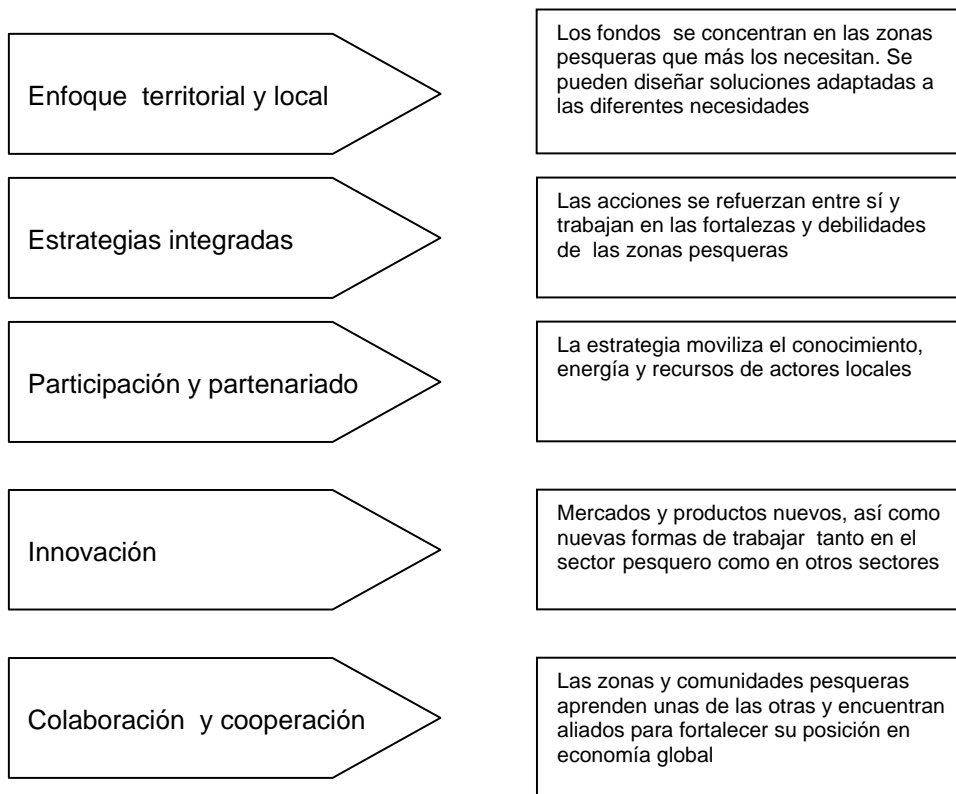 Enfoque territorial y local
Los fondos se concentran en las zonas
pesqueras que más los necesitan. Se
pueden diseñar soluciones adaptadas a
las diferentes necesidades
Estrategias integradas
Las acciones se refuerzan entre sí y
trabajan en las fortalezas y debilidades
de las zonas pesqueras
Participación y partenariado
La estrategia moviliza el conocimiento,
energía y recursos de actores locales
Innovación
Mercados y productos nuevos, así como
nuevas formas de trabajar tanto en el
sector pesquero como en otros sectores
Colaboración y cooperación
Las zonas y comunidades pesqueras
aprenden unas de las otras y encuentran
aliados para fortalecer su posición en
economía global